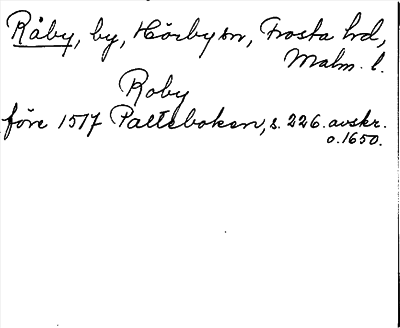 Råby, by, Hörby sn, Frosta hd,
Malm. l.
Roby
före 1517 Palteboken, s. 226. avskr.
o. 1650.